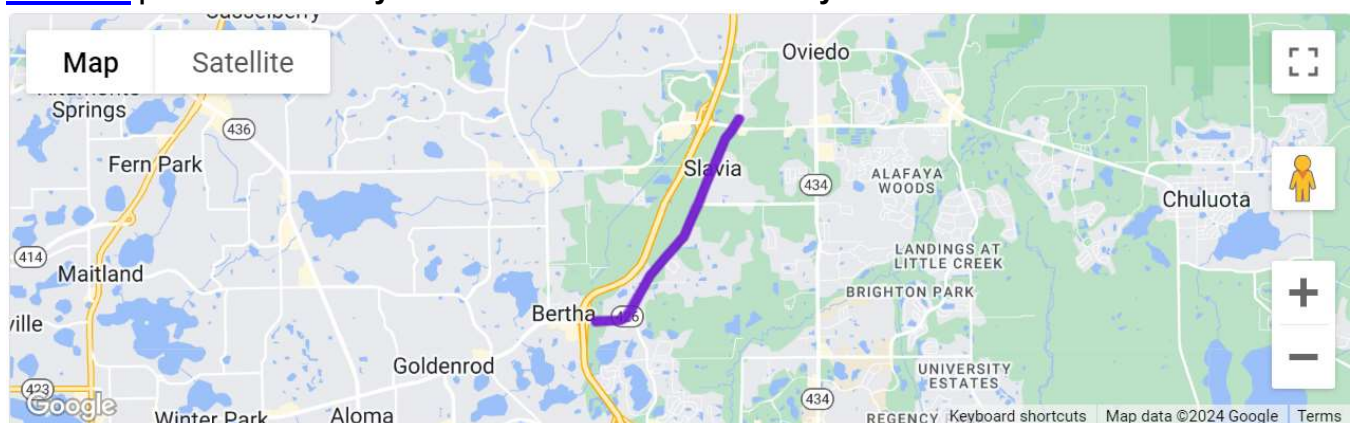 Map Satellite
Oviedo
Springs
436
Fern Park
Slavia
434
ALAFAYA
WOODS
Chuluota
414
Maitland
LANDINGS AT
LITTLE CREEK
BRIGHTON PARK
Bertha
426
ville
Goldenrod
UNIVERSITY
ESTATES
423
Google
Winter Park
Aloma
434
REGENCY
Keyboard shortcuts Map data ©2024 Google Terms